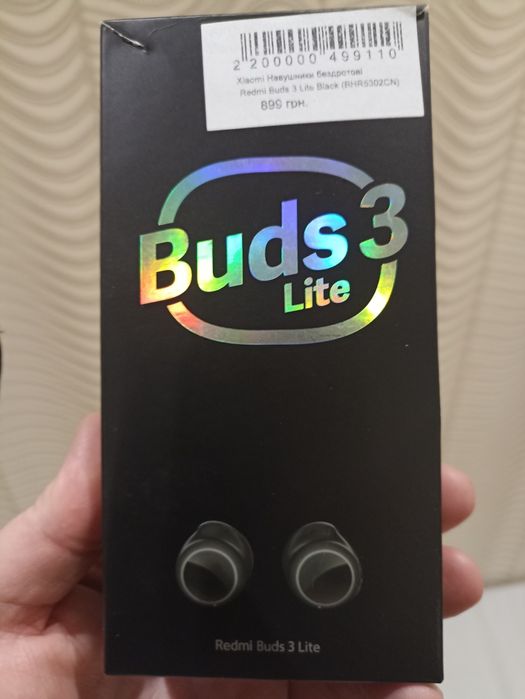 2 200000 499110
Xiaomi Навушники бездротові
Redmi Buds 3 Lite Black (RHR5302CN)
899 грн.
Buds 3
Lite
Redmi Buds 3 Lite